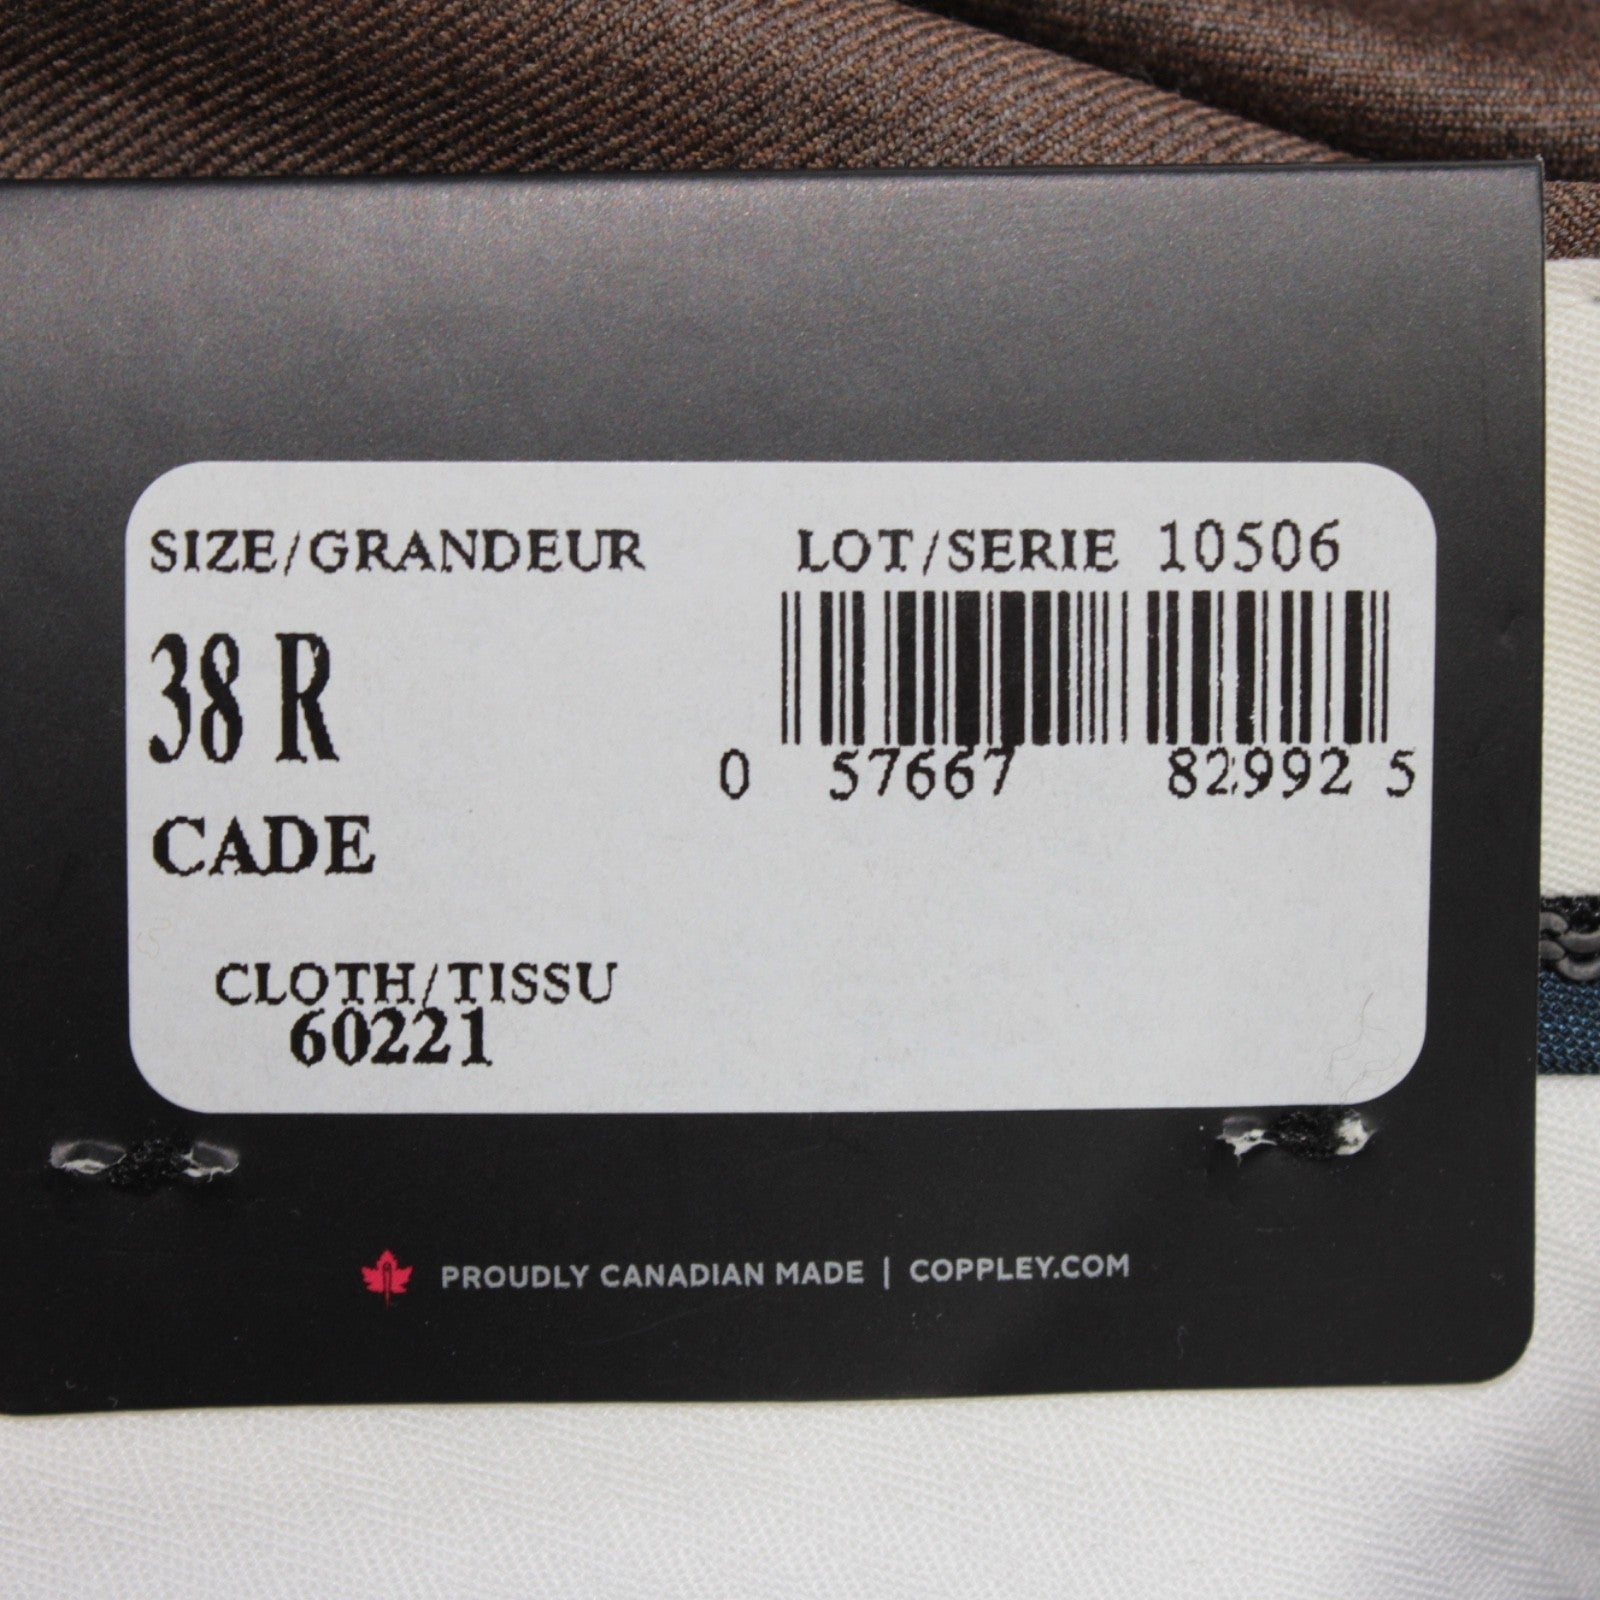 SIZE/GRANDEUR
LOT/SERIE 10506
38 R
0 57667 82992 5
CADE
CLOTH/TISSU
60221
PROUDLY CANADIAN MADE | COPPLEY.COM